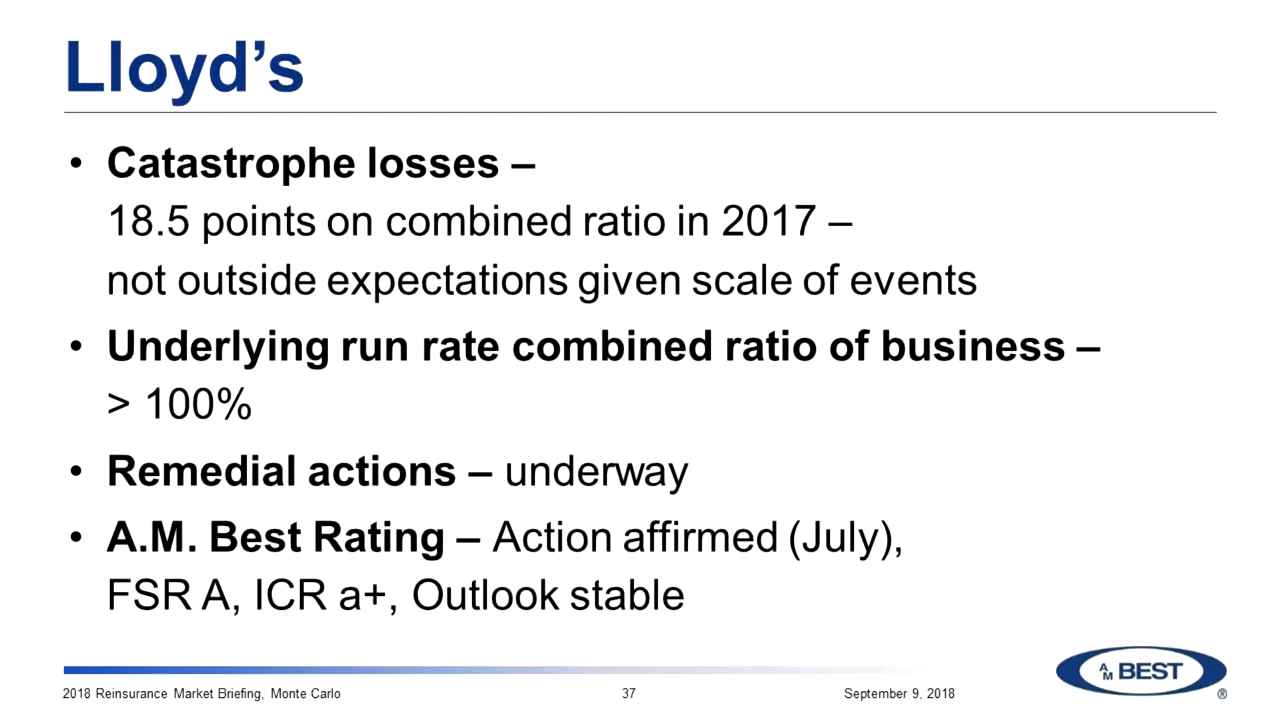 Lloyd’s
• Catastrophe losses –
18.5 points on combined ratio in 2017 –
not outside expectations given scale of events
• Underlying run rate combined ratio of business –
> 100%
• Remedial actions – underway
• A.M. Best Rating – Action affirmed (July),
FSR A, ICR a+, Outlook stable
AM BEST ®
2018 Reinsurance Market Briefing, Monte Carlo
37
September 9, 2018